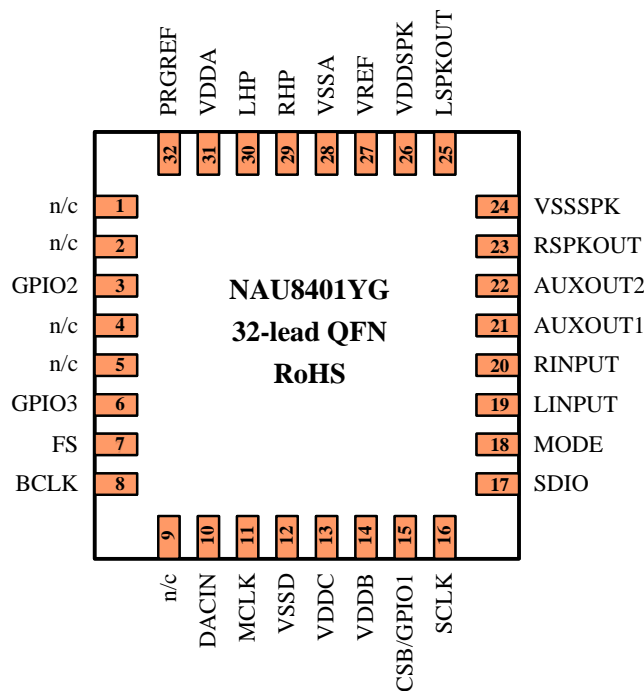 PRGREF
VDDA
LHP
RHP
VSSA
VREF
VDDSPK
LSPKOUT
32
31
30
29
28
27
26
25
n/c 1
n/c 2
GPIO2 3
n/c 4
n/c 5
GPIO3 6
FS 7
BCLK 8
NAU8401YG
32-lead QFN
RoHS
24 VSSSPK
23 RSPKOUT
22 AUXOUT2
21 AUXOUT1
20 RINPUT
19 LINPUT
18 MODE
17 SDIO
9
10
11
12
13
14
15
16
n/c
DACIN
MCLK
VSSD
VDDC
VDDB
CSB/GPIO1
SCLK